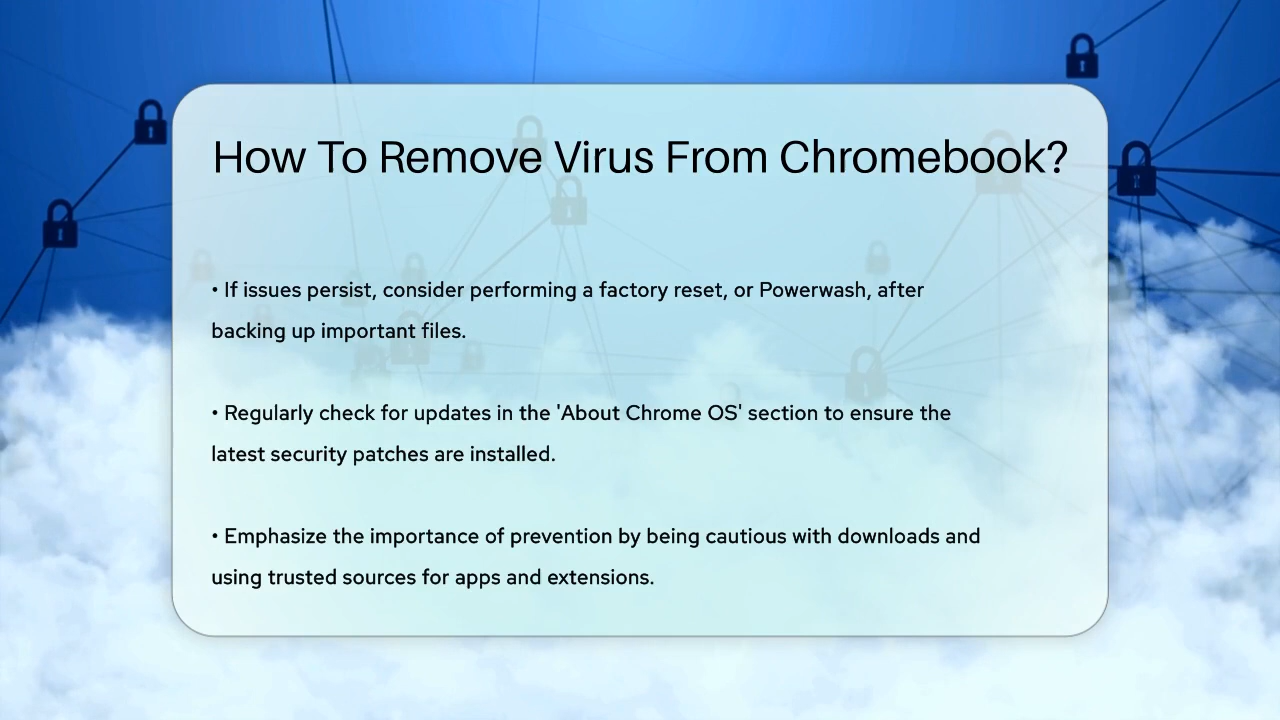 How To Remove Virus From Chromebook?
• If issues persist, consider performing a factory reset, or Powerwash, after
backing up important files.
• Regularly check for updates in the 'About Chrome OS' section to ensure the
latest security patches are installed.
• Emphasize the importance of prevention by being cautious with downloads and
using trusted sources for apps and extensions.